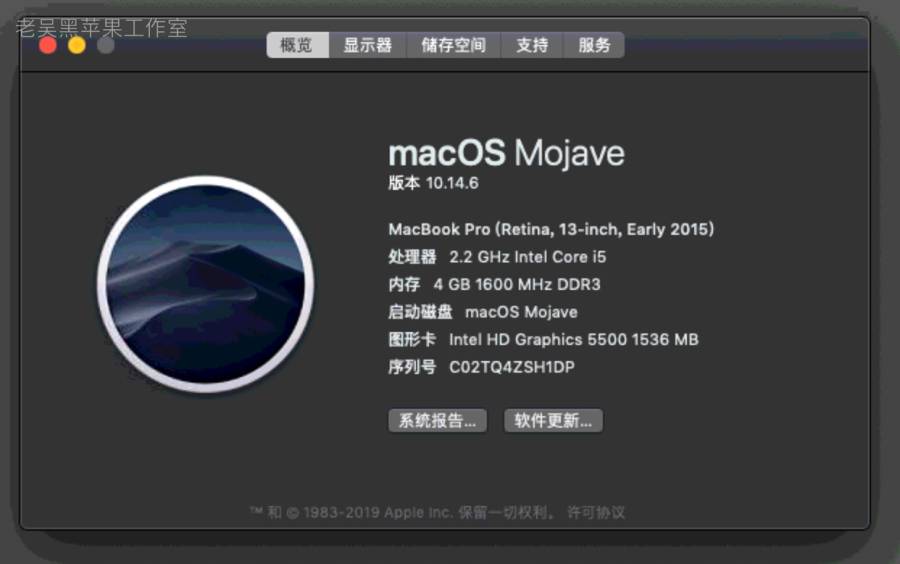 老吴黑苹果工作室
概览 显示器 储存空间 支持 服务
macOS Mojave
版本 10.14.6
MacBook Pro (Retina, 13-inch, Early 2015)
处理器 2.2 GHz Intel Core i5
内存 4 GB 1600 MHz DDR3
启动磁盘 macOS Mojave
图形卡 Intel HD Graphics 5500 1536 MB
序列号 C02TQ4ZSH1DP
系统报告... 软件更新...
™ 和 © 1983-2019 Apple Inc. 保留一切权利。 许可协议